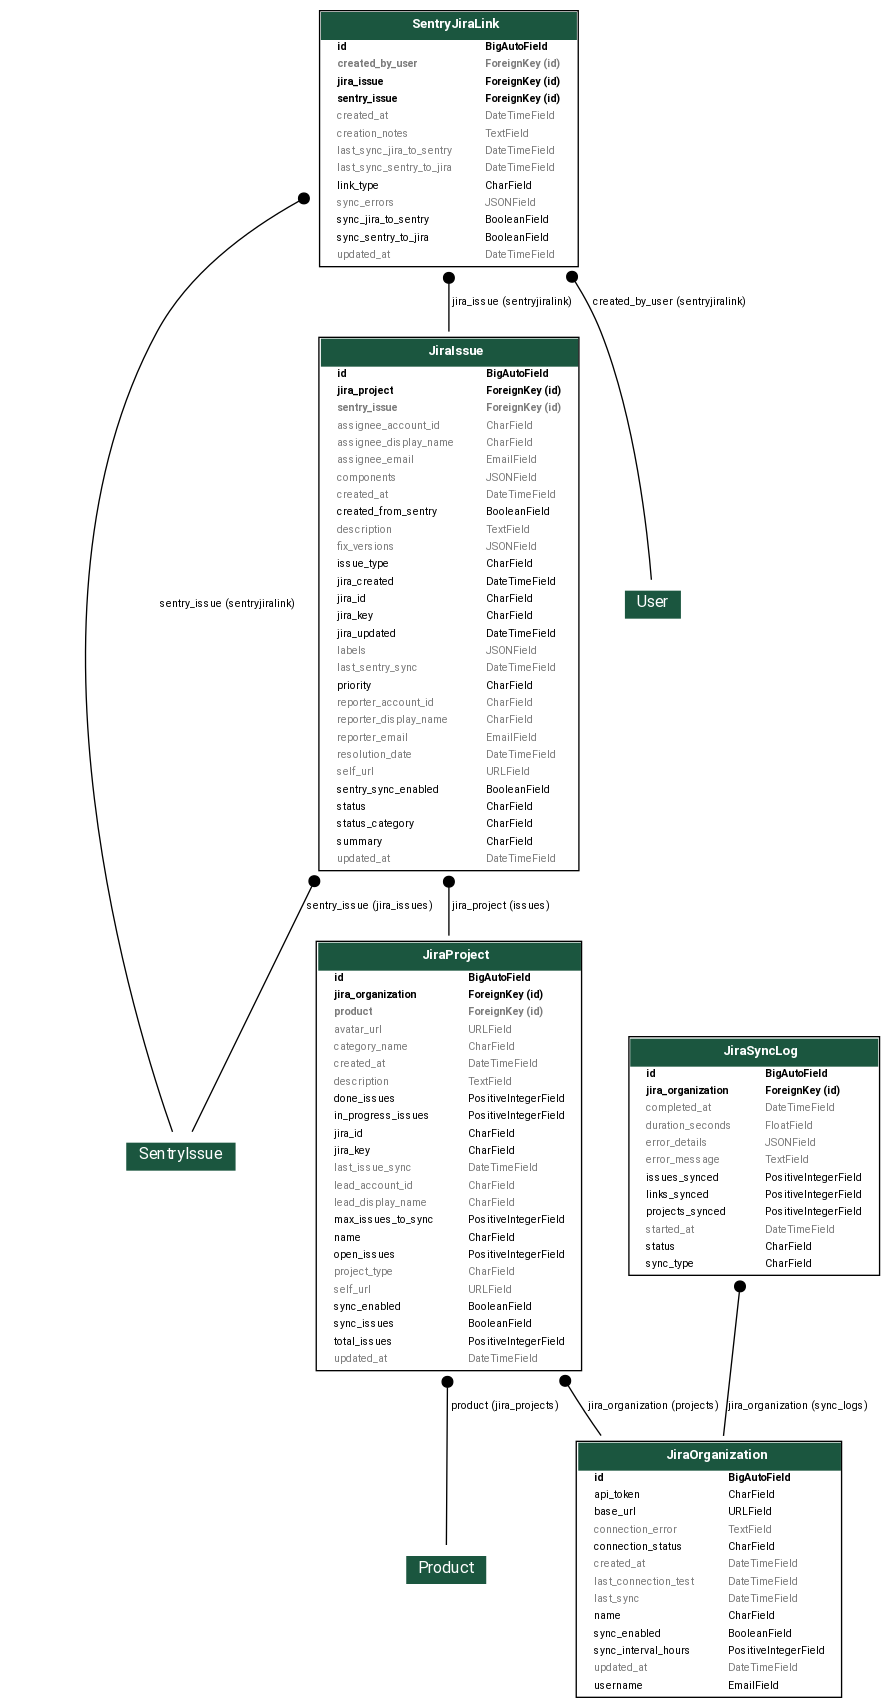 SentryJiraLink
id BigAutoField
created_by_user ForeignKey (id)
jira_issue ForeignKey (id)
sentry_issue ForeignKey (id)
created_at DateTimeField
creation_notes TextField
last_sync_jira_to_sentry DateTimeField
last_sync_sentry_to_jira DateTimeField
link_type CharField
sync_errors JSONField
sync_jira_to_sentry BooleanField
sync_sentry_to_jira BooleanField
updated_at DateTimeField
jira_issue (sentryjiralink)
created_by_user (sentryjiralink)
JiraIssue
id BigAutoField
jira_project ForeignKey (id)
sentry_issue ForeignKey (id)
assignee_account_id CharField
assignee_display_name CharField
assignee_email EmailField
components JSONField
created_at DateTimeField
created_from_sentry BooleanField
description TextField
fix_versions JSONField
issue_type CharField
jira_created DateTimeField
jira_id CharField
jira_key CharField
jira_updated DateTimeField
labels JSONField
last_sentry_sync DateTimeField
priority CharField
reporter_account_id CharField
reporter_display_name CharField
reporter_email EmailField
resolution_date DateTimeField
self_url URLField
sentry_sync_enabled BooleanField
status CharField
status_category CharField
summary CharField
updated_at DateTimeField
sentry_issue (sentryjiralink)
User
sentry_issue (jira_issues)
jira_project (issues)
JiraProject
id BigAutoField
jira_organization ForeignKey (id)
product ForeignKey (id)
avatar_url URLField
category_name CharField
created_at DateTimeField
description TextField
done_issues PositiveIntegerField
in_progress_issues PositiveIntegerField
jira_id CharField
jira_key CharField
last_issue_sync DateTimeField
lead_account_id CharField
lead_display_name CharField
max_issues_to_sync PositiveIntegerField
name CharField
open_issues PositiveIntegerField
project_type CharField
self_url URLField
sync_enabled BooleanField
sync_issues BooleanField
total_issues PositiveIntegerField
updated_at DateTimeField
SentryIssue
JiraSyncLog
id BigAutoField
jira_organization ForeignKey (id)
completed_at DateTimeField
duration_seconds FloatField
error_details JSONField
error_message TextField
issues_synced PositiveIntegerField
links_synced PositiveIntegerField
projects_synced PositiveIntegerField
started_at DateTimeField
status CharField
sync_type CharField
product (jira_projects)
jira_organization (projects)
jira_organization (sync_logs)
JiraOrganization
id BigAutoField
api_token CharField
base_url URLField
connection_error TextField
connection_status CharField
created_at DateTimeField
last_connection_test DateTimeField
last_sync DateTimeField
name CharField
sync_enabled BooleanField
sync_interval_hours PositiveIntegerField
updated_at DateTimeField
username EmailField
Product